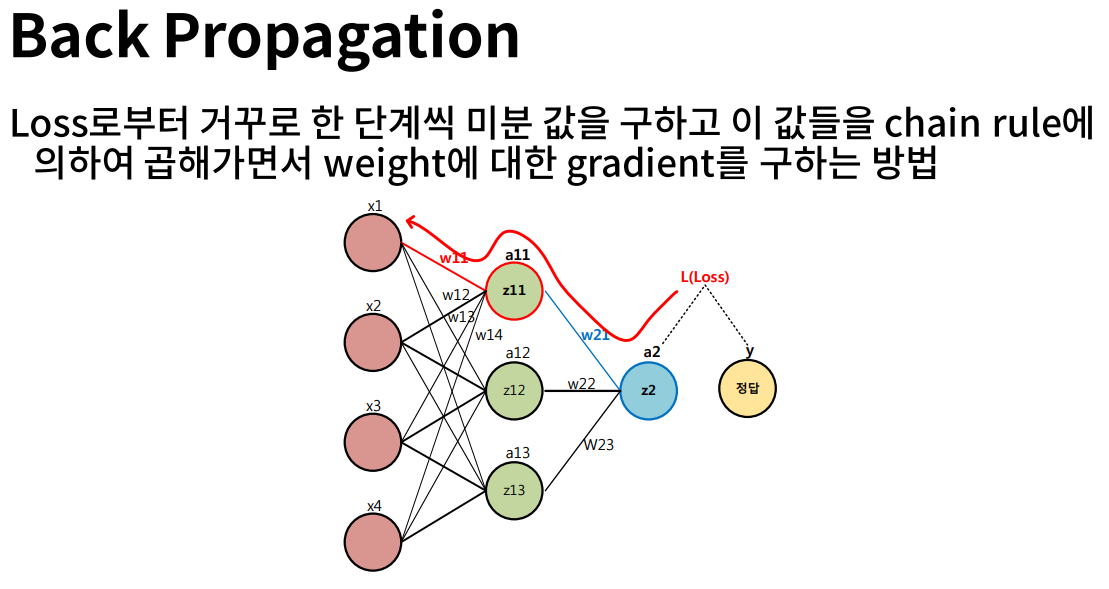 Back Propagation
Loss로부터 거꾸로 한 단계씩 미분 값을 구하고 이 값들을 chain rule에
의하여 곱해가면서 weight에 대한 gradient를 구하는 방법
x1
w11
a11
z11
L(Loss)
x2
w12
w13
w14
w21
a12
a2
y
z12
w22
z2
정답
x3
a13
W23
z13
x4